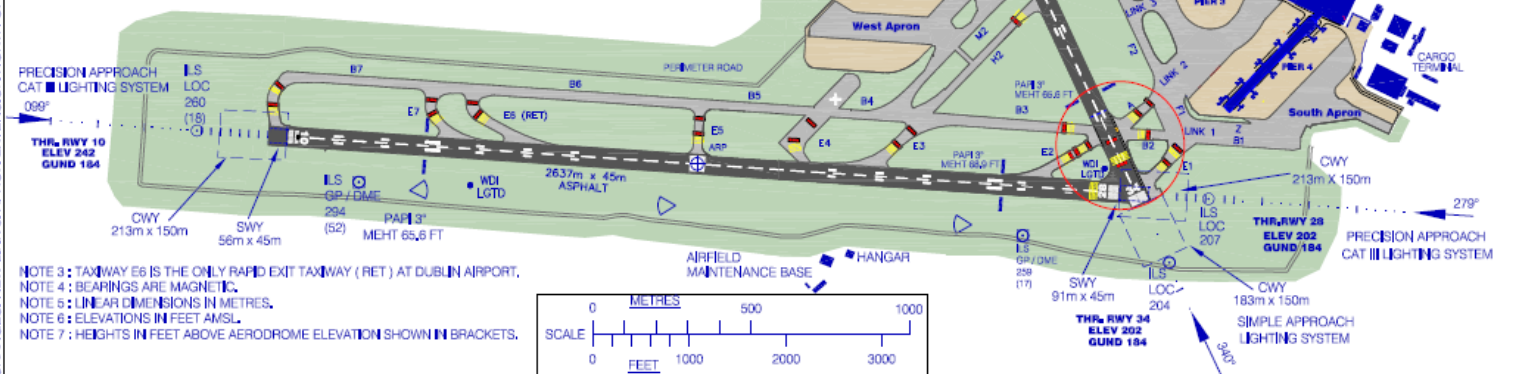 West Apron
M2
H2
LINK 3
PIER 3
F2
LINK 2
PIER 4
CARGO
TERMINAL
South Apron
PRECISION APPROACH
CAT III LIGHTING SYSTEM
099°
THR. RWY 10
ELEV 242
GUND 184
ILS
LOC
260
(18)
B7
PERIMETER ROAD
B6
B5
B4
B3
PAPI 3°
MEHT 65.6 FT
A
F1
LINK 1
Z
B1
B2
E7
E6 (RET)
E5
ARP
E4
E3
E2
E1
WDI
LGTD
PAPI 3°
MEHT 68.9 FT
2637m x 45m
ASPHALT
CWY
213m X 150m
279°
ILS
LOC
207
THR. RWY 28
ELEV 202
GUND 184
PRECISION APPROACH
CAT III LIGHTING SYSTEM
CWY
213m x 150m
SWY
56m x 45m
ILS
GP / DME
294
(52)
PAPI 3°
MEHT 65.6 FT
WDI
LGTD
AIRFIELD
MAINTENANCE BASE
HANGAR
ILS
GP / DME
259
(17)
SWY
91m x 45m
ILS
LOC
204
CWY
183m x 150m
THR. RWY 34
ELEV 202
GUND 184
SIMPLE APPROACH
LIGHTING SYSTEM
340°
NOTE 3 : TAXIWAY E6 IS THE ONLY RAPID EXIT TAXIWAY ( RET ) AT DUBLIN AIRPORT.
NOTE 4 : BEARINGS ARE MAGNETIC.
NOTE 5 : LINEAR DIMENSIONS IN METRES.
NOTE 6 : ELEVATIONS IN FEET AMSL.
NOTE 7 : HEIGHTS IN FEET ABOVE AERODROME ELEVATION SHOWN IN BRACKETS.
METRES
0 500 1000
SCALE
0 1000 2000 3000
FEET